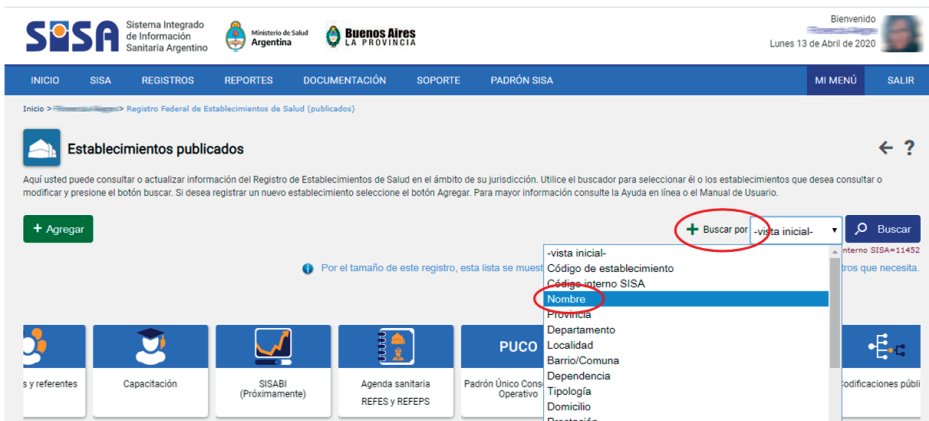 SISA
Sistema Integrado
de Información
Sanitaria Argentino
Ministerio de Salud
Argentina
Buenos Aires
LA PROVINCIA
Bienvenido
Lunes 13 de Abril de 2020
INICIO SISA REGISTROS REPORTES DOCUMENTACIÓN SOPORTE PADRÓN SISA MI MENÚ SALIR
Inicio > > Registro Federal de Establecimientos de Salud (publicados)
Establecimientos publicados
Aquí usted puede consultar o actualizar información del Registro de Establecimientos de Salud en el ámbito de su jurisdicción. Utilice el buscador para seleccionar él o los establecimientos que desea consultar o
modificar y presione el botón buscar. Si desea registrar un nuevo establecimiento seleccione el botón Agregar. Para mayor información consulte la Ayuda en línea o el Manual de Usuario.
+ Agregar
+ Buscar por -vista inicial- Buscar
interno SISA=11452
Por el tamaño de este registro, esta lista se muest
tros que necesita.
-vista inicial-
Código de establecimiento
Código interno SISA
Nombre
Provincia
Departamento
Localidad
Barrio/Comuna
Dependencia
Tipología
Domicilio
Prestación
s y referentes
Capacitación
SISABI
(Próximamente)
Agenda sanitaria
REFES y REFEPS
PUCO
Padrón Único Cons
Operativo
odificaciones públi